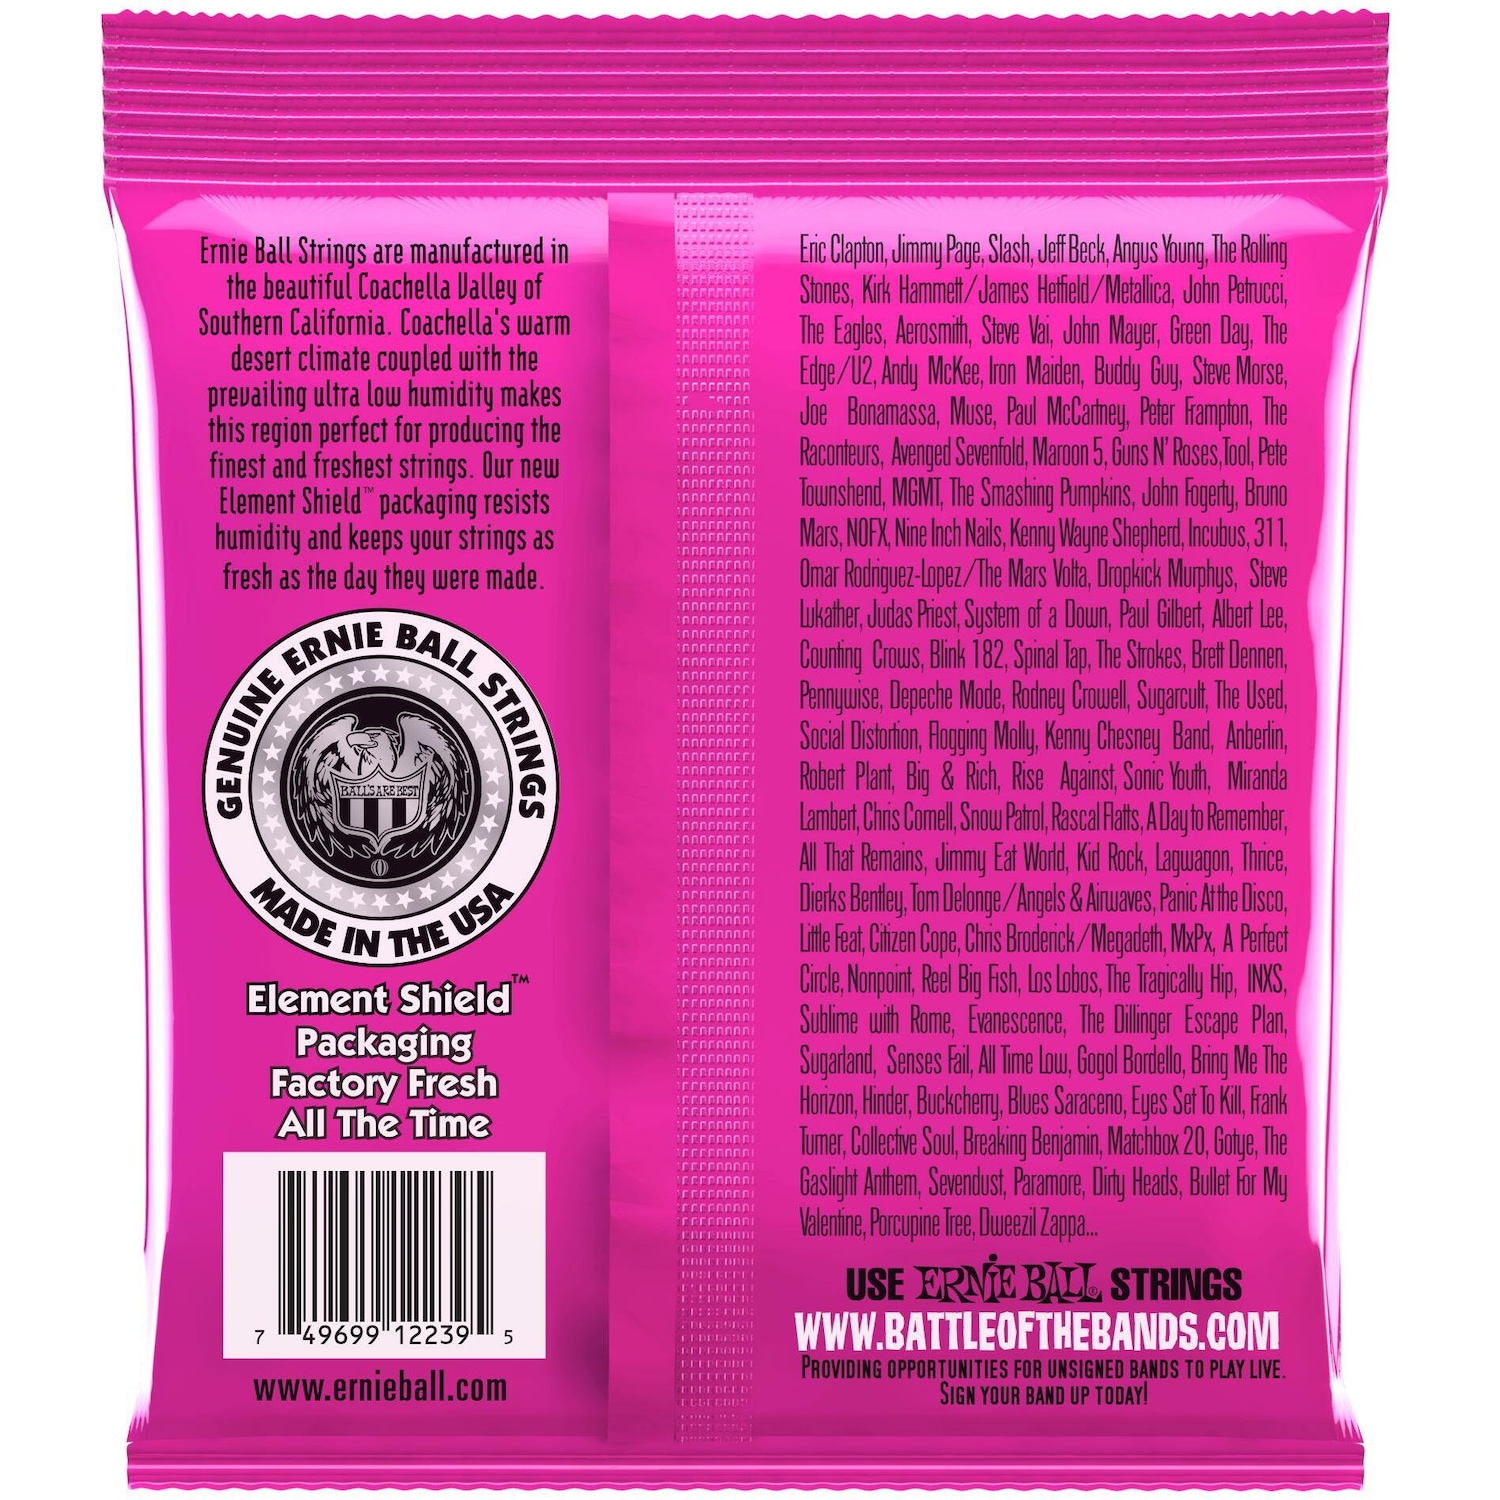 Ernie Ball Strings are manufactured in
the beautiful Coachella Valley of
Southern California. Coachella's warm
desert climate coupled with the
prevailing ultra low humidity makes
this region perfect for producing the
finest and freshest strings. Our new
Element Shield™ packaging resists
humidity and keeps your strings as
fresh as the day they were made.
GENUINE ERNIE BALL STRINGS
BALL'S ARE BEST
MADE IN THE USA
Element Shield™
Packaging
Factory Fresh
All The Time
7 49699 12239 5
www.ernieball.com
Eric Clapton, Jimmy Page, Slash, Jeff Beck, Angus Young, The Rolling
Stones, Kirk Hammett/James Hetfield/Metallica, John Petrucci,
The Eagles, Aerosmith, Steve Vai, John Mayer, Green Day, The
Edge/U2, Andy McKee, Iron Maiden, Buddy Guy, Steve Morse,
Joe Bonamassa, Muse, Paul McCartney, Peter Frampton, The
Raconteurs, Avenged Sevenfold, Maroon 5, Guns N' Roses, Tool, Pete
Townshend, MGMT, The Smashing Pumpkins, John Fogerty, Bruno
Mars, NOFX, Nine Inch Nails, Kenny Wayne Shepherd, Incubus, 311,
Omar Rodriguez-Lopez/The Mars Volta, Dropkick Murphys, Steve
Lukather, Judas Priest, System of a Down, Paul Gilbert, Albert Lee,
Counting Crows, Blink 182, Spinal Tap, The Strokes, Brett Dennen,
Pennywise, Depeche Mode, Rodney Crowell, Sugarcult, The Used,
Social Distortion, Flogging Molly, Kenny Chesney Band, Anberlin,
Robert Plant, Big & Rich, Rise Against, Sonic Youth, Miranda
Lambert, Chris Cornell, Snow Patrol, Rascal Flatts, A Day to Remember,
All That Remains, Jimmy Eat World, Kid Rock, Lagwagon, Thrice,
Dierks Bentley, Tom Delonge/Angels & Airwaves, Panic At the Disco,
Little Feat, Citizen Cope, Chris Broderick/Megadeth, MxPx, A Perfect
Circle, Nonpoint, Reel Big Fish, Los Lobos, The Tragically Hip, INXS,
Sublime with Rome, Evanescence, The Dillinger Escape Plan,
Sugarland, Senses Fail, All Time Low, Gogol Bordello, Bring Me The
Horizon, Hinder, Buckcherry, Blues Saraceno, Eyes Set To Kill, Frank
Turner, Collective Soul, Breaking Benjamin, Matchbox 20, Gotye, The
Gaslight Anthem, Sevendust, Paramore, Dirty Heads, Bullet For My
Valentine, Porcupine Tree, Dweezil Zappa...
USE ERNIE BALL® STRINGS
WWW.BATTLEOFTHEBANDS.COM
PROVIDING OPPORTUNITIES FOR UNSIGNED BANDS TO PLAY LIVE.
SIGN YOUR BAND UP TODAY!